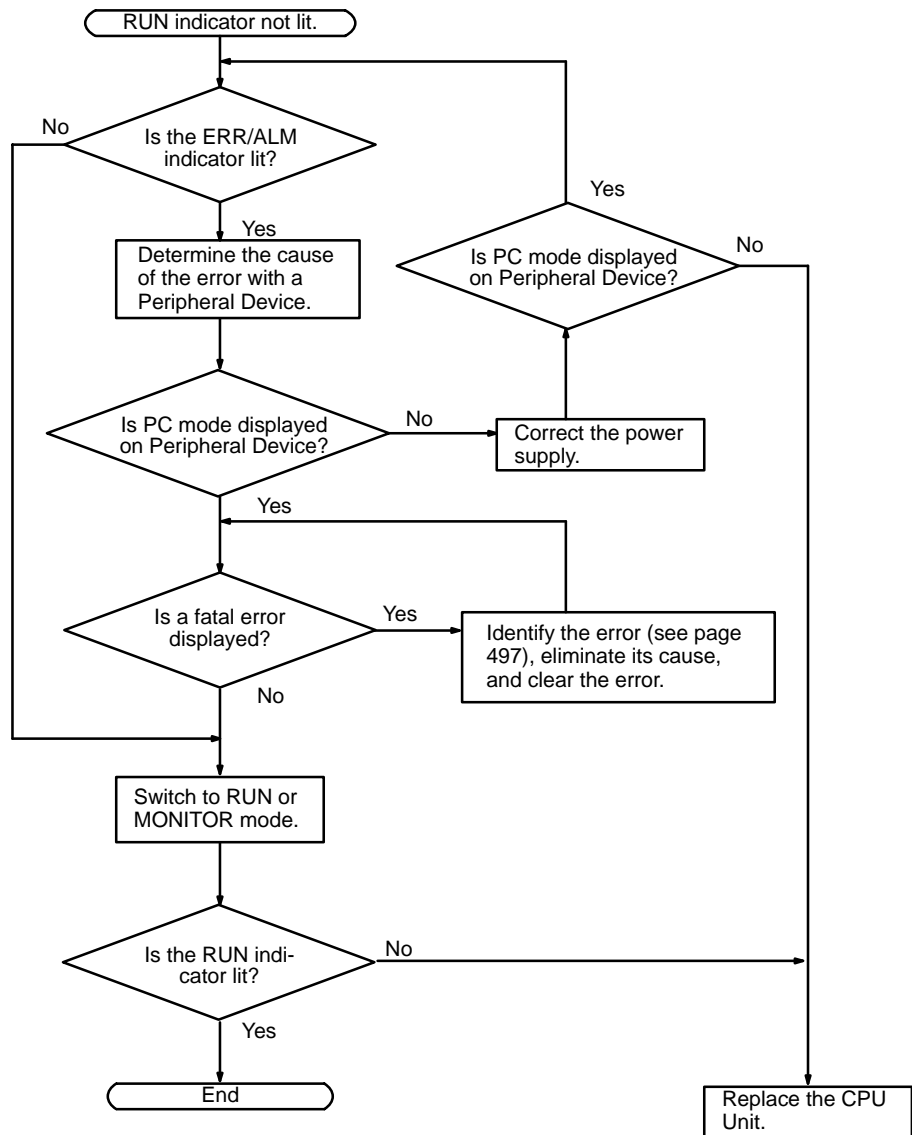 RUN indicator not lit.
No
Is the ERR/ALM
indicator lit?
Yes
Yes
Determine the cause
of the error with a
Peripheral Device.
No
Is PC mode displayed
on Peripheral Device?
Is PC mode displayed
on Peripheral Device?
No
Correct the power
supply.
Yes
Is a fatal error
displayed?
Yes
Identify the error (see page
497), eliminate its cause,
and clear the error.
No
Switch to RUN or
MONITOR mode.
Is the RUN indi-
cator lit?
No
Yes
End
Replace the CPU
Unit.